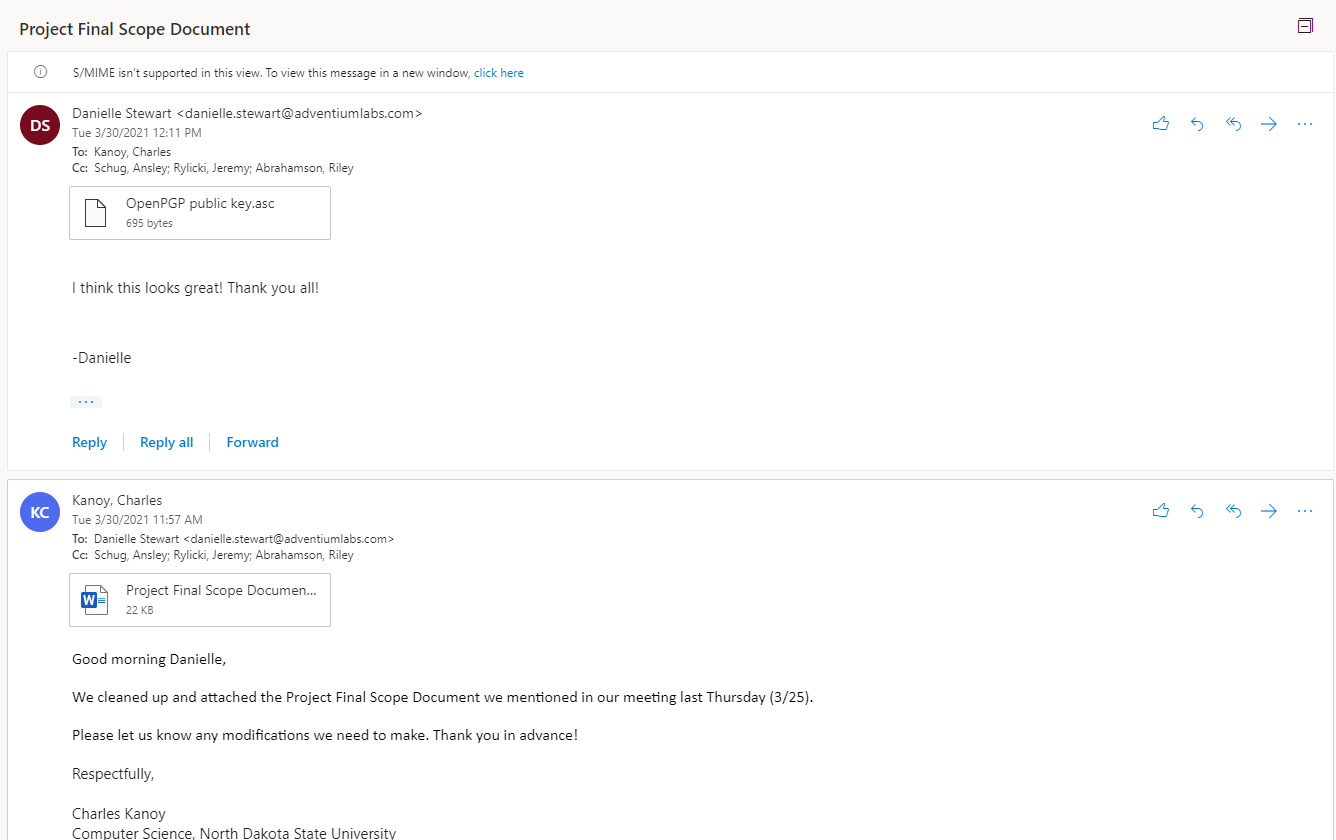 Project Final Scope Document
S/MIME isn't supported in this view. To view this message in a new window, click here
DS
Danielle Stewart <danielle.stewart@adventiumlabs.com>
Tue 3/30/2021 12:11 PM
To: Kanoy, Charles
Cc: Schug, Ansley; Rylicki, Jeremy; Abrahamson, Riley
OpenPGP public key.asc
695 bytes
I think this looks great! Thank you all!
-Danielle
...
Reply
Reply all
Forward
KC
Kanoy, Charles
Tue 3/30/2021 11:57 AM
To: Danielle Stewart <danielle.stewart@adventiumlabs.com>
Cc: Schug, Ansley; Rylicki, Jeremy; Abrahamson, Riley
W
Project Final Scope Documen...
22 KB
Good morning Danielle,
We cleaned up and attached the Project Final Scope Document we mentioned in our meeting last Thursday (3/25).
Please let us know any modifications we need to make. Thank you in advance!
Respectfully,
Charles Kanoy
Computer Science, North Dakota State University